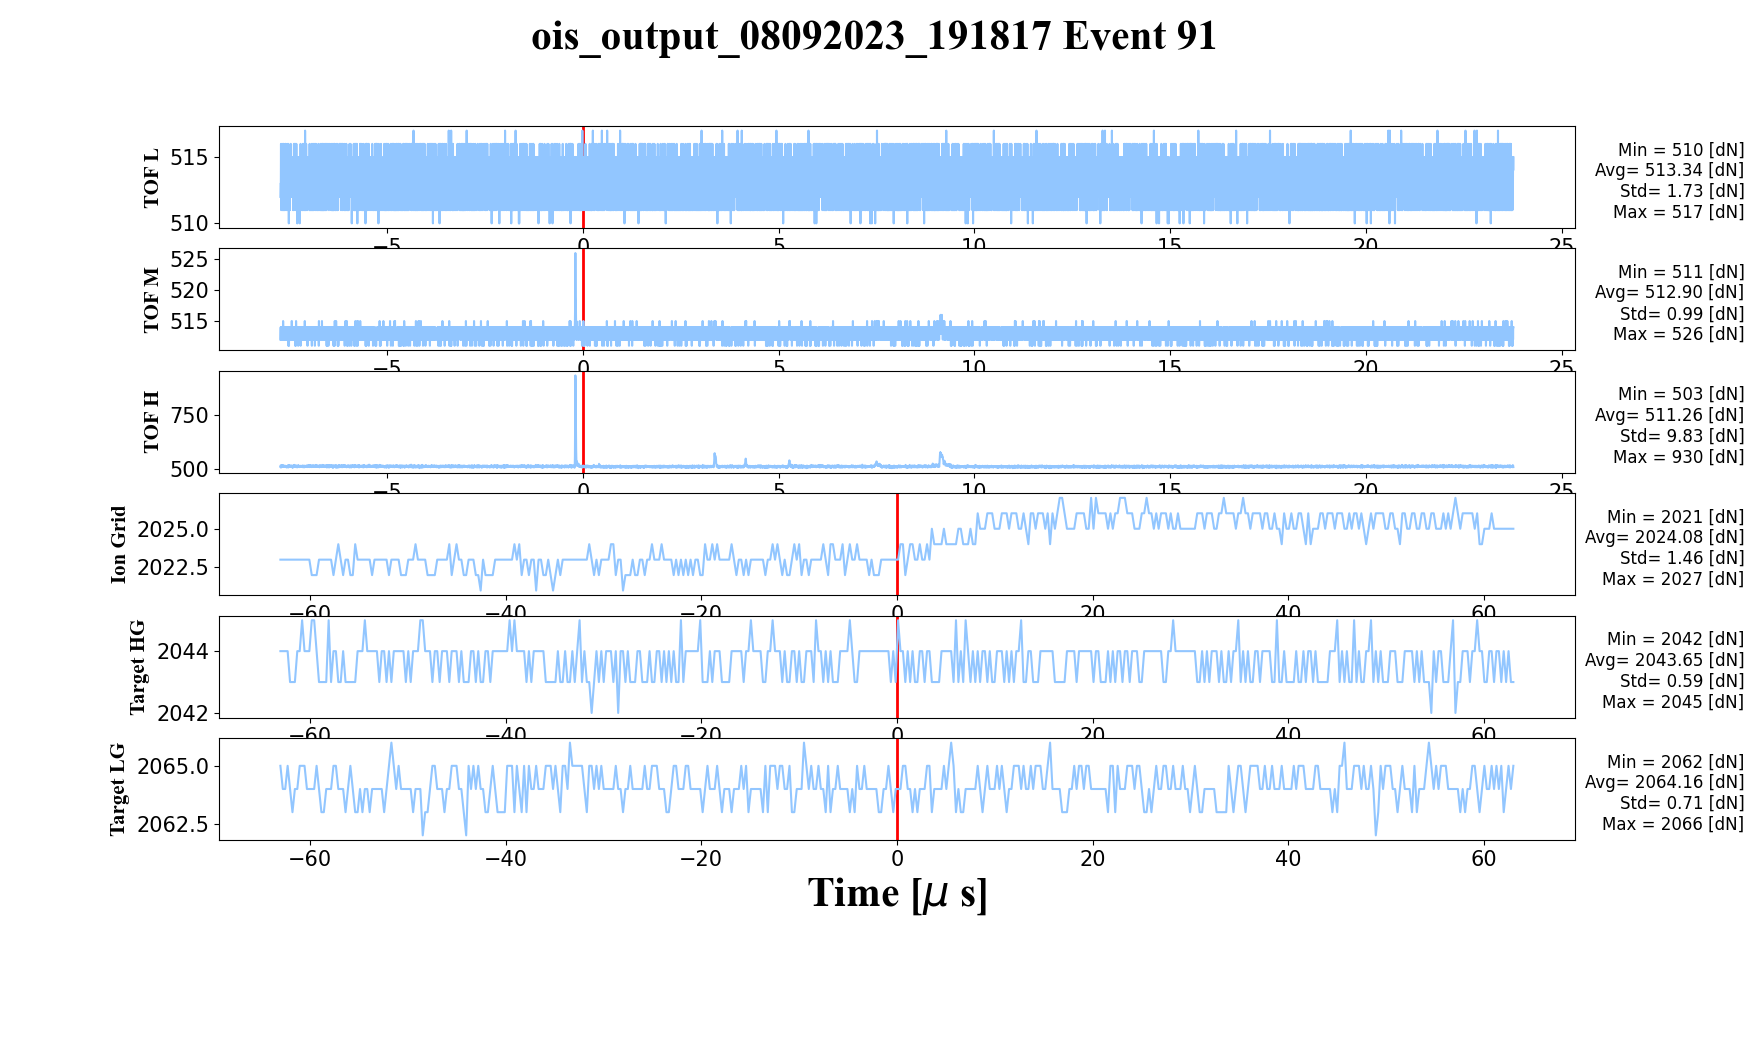 ois_output_08092023_191817 Event 91
TOF L
515
510
Min = 510 [dN]
Avg= 513.34 [dN]
Std= 1.73 [dN]
Max = 517 [dN]
−5 0 5 10 15 20 25
TOF M
525
520
515
Min = 511 [dN]
Avg= 512.90 [dN]
Std= 0.99 [dN]
Max = 526 [dN]
−5 0 5 10 15 20 25
TOF H
750
500
Min = 503 [dN]
Avg= 511.26 [dN]
Std= 9.83 [dN]
Max = 930 [dN]
−5 0 5 10 15 20 25
Ion Grid
2025.0
2022.5
Min = 2021 [dN]
Avg= 2024.08 [dN]
Std= 1.46 [dN]
Max = 2027 [dN]
−60 −40 −20 0 20 40 60
Target HG
2044
2042
Min = 2042 [dN]
Avg= 2043.65 [dN]
Std= 0.59 [dN]
Max = 2045 [dN]
−60 −40 −20 0 20 40 60
Target LG
2065.0
2062.5
Min = 2062 [dN]
Avg= 2064.16 [dN]
Std= 0.71 [dN]
Max = 2066 [dN]
−60 −40 −20 0 20 40 60
Time [μ s]